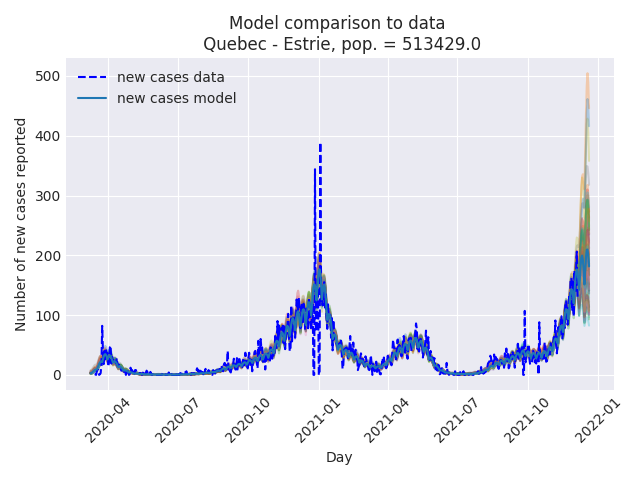 Model comparison to data
Quebec - Estrie, pop. = 513429.0
new cases data
new cases model
Number of new cases reported
500
400
300
200
100
0
2020-04
2020-07
2020-10
2021-01
2021-04
2021-07
2021-10
2022-01
Day